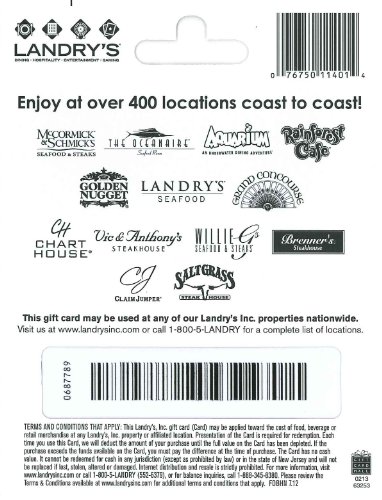 LANDRY'S
DINING · HOSPITALITY · ENTERTAINMENT · GAMING
0 76750 11401 4
Enjoy at over 400 locations coast to coast!
McCORMICK & SCHMICK'S
SEAFOOD & STEAKS
THE OCEANAIRE
Seafood Room
AQUARIUM
AN UNDERWATER DINING ADVENTURE
RAINFOREST CAFE
GOLDEN NUGGET
LANDRY'S
SEAFOOD
GRAND CONCOURSE
CH
CHART HOUSE
Vic & Anthony's
STEAKHOUSE
WILLIE G's
SEAFOOD & STEAKS
Brenner's
Steakhouse
CJ
CLAIM JUMPER
SALTGRASS
STEAK HOUSE
This gift card may be used at any of our Landry's Inc. properties nationwide.
Visit us at www.landrysinc.com or call 1-800-5-LANDRY for a complete list of locations.
0687789
TERMS AND CONDITIONS THAT APPLY: This Landry's, Inc. gift card (Card) may be applied toward the cost of food, beverage or
retail merchandise at any Landry's, Inc. property or affiliated location. Presentation of the Card is required for redemption. Each
time you use the Card, we will deduct the amount of your purchase until the full value on the Card has been depleted. If the
purchase exceeds the funds available on the Card, you must pay the difference at the time of purchase. The Card has no cash
value. It cannot be redeemed for cash in any jurisdiction (except as prohibited by law) or in the state of New Jersey and will not
be replaced if lost, stolen, altered or damaged. Internet distribution and resale is strictly prohibited. For more information, visit
www.landrysinc.com or call 1-800-5-LANDRY (552-6379), or for balance inquiries, call 1-866-945-3360. Please review the
Terms & Conditions available at www.landrysinc.com for additional terms and conditions that apply. FOBHN 7.12
GIFT CARD MALL
0213
63253